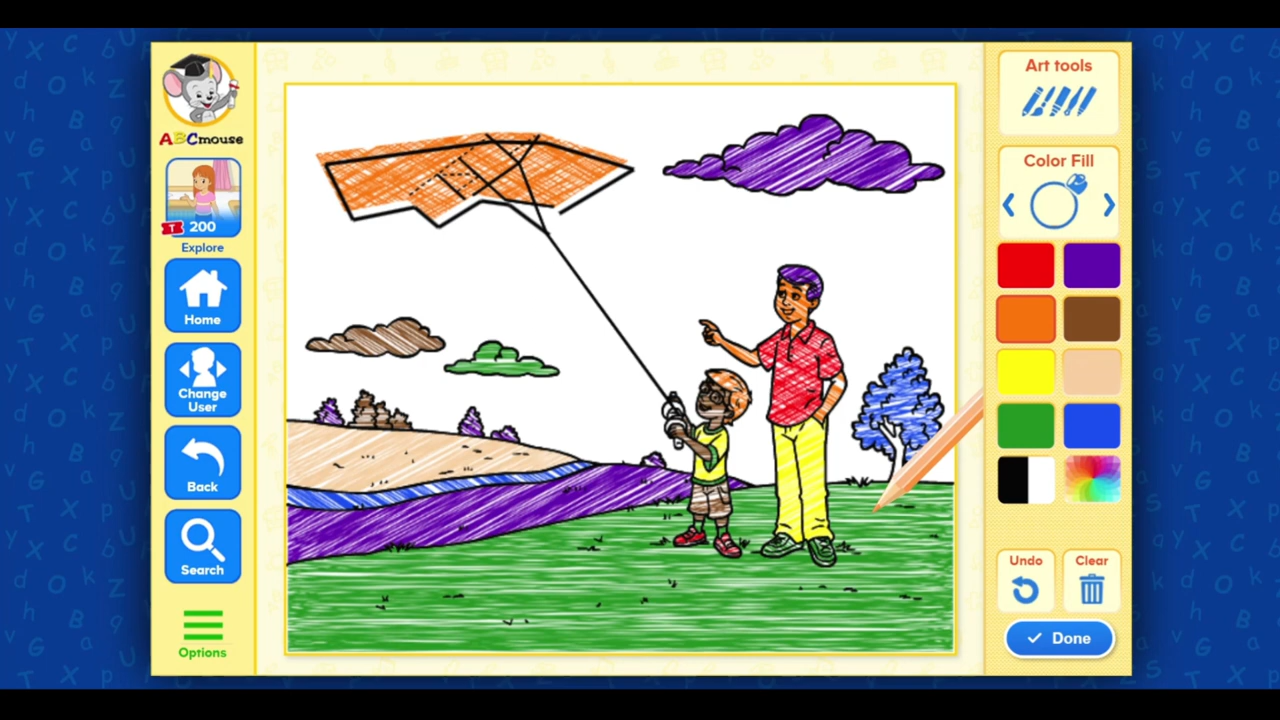 ABCmouse
T 200
Explore
Home
Change
User
Back
Search
Options
Art tools
Color Fill
Undo
Clear
Done